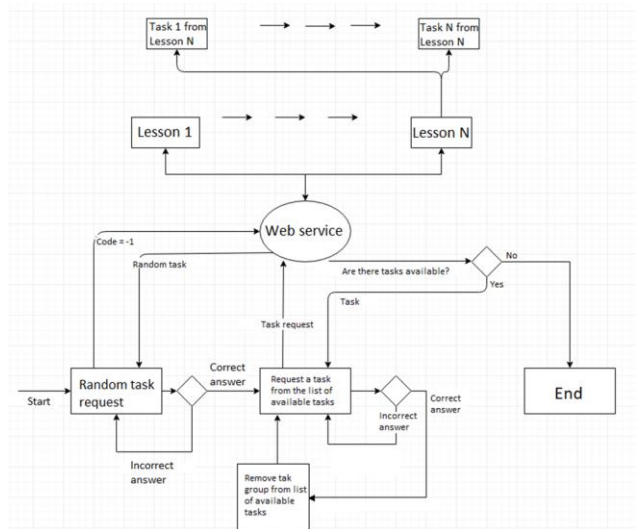 Task 1 from
Lesson N
Task N from
Lesson N
Lesson 1
Lesson N
Web service
Code = -1
Random task
Are there tasks available?
No
Yes
Task
Task request
Start
Random task
request
Correct
answer
Request a task
from the list of
available tasks
Correct
answer
Incorrect
answer
End
Incorrect
answer
Remove tak
group from list
of available
tasks